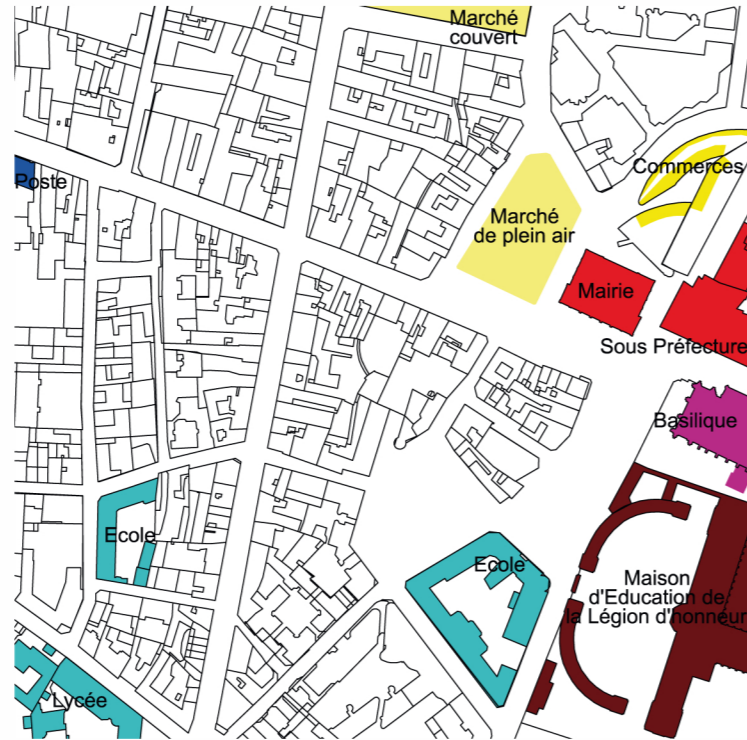 Marché
couvert
Commerces
Poste
Marché
de plein air
Mairie
Sous Préfecture
Basilique
Ecole
Ecole
Maison
d'Education de
la Légion d'honneur
Lycée